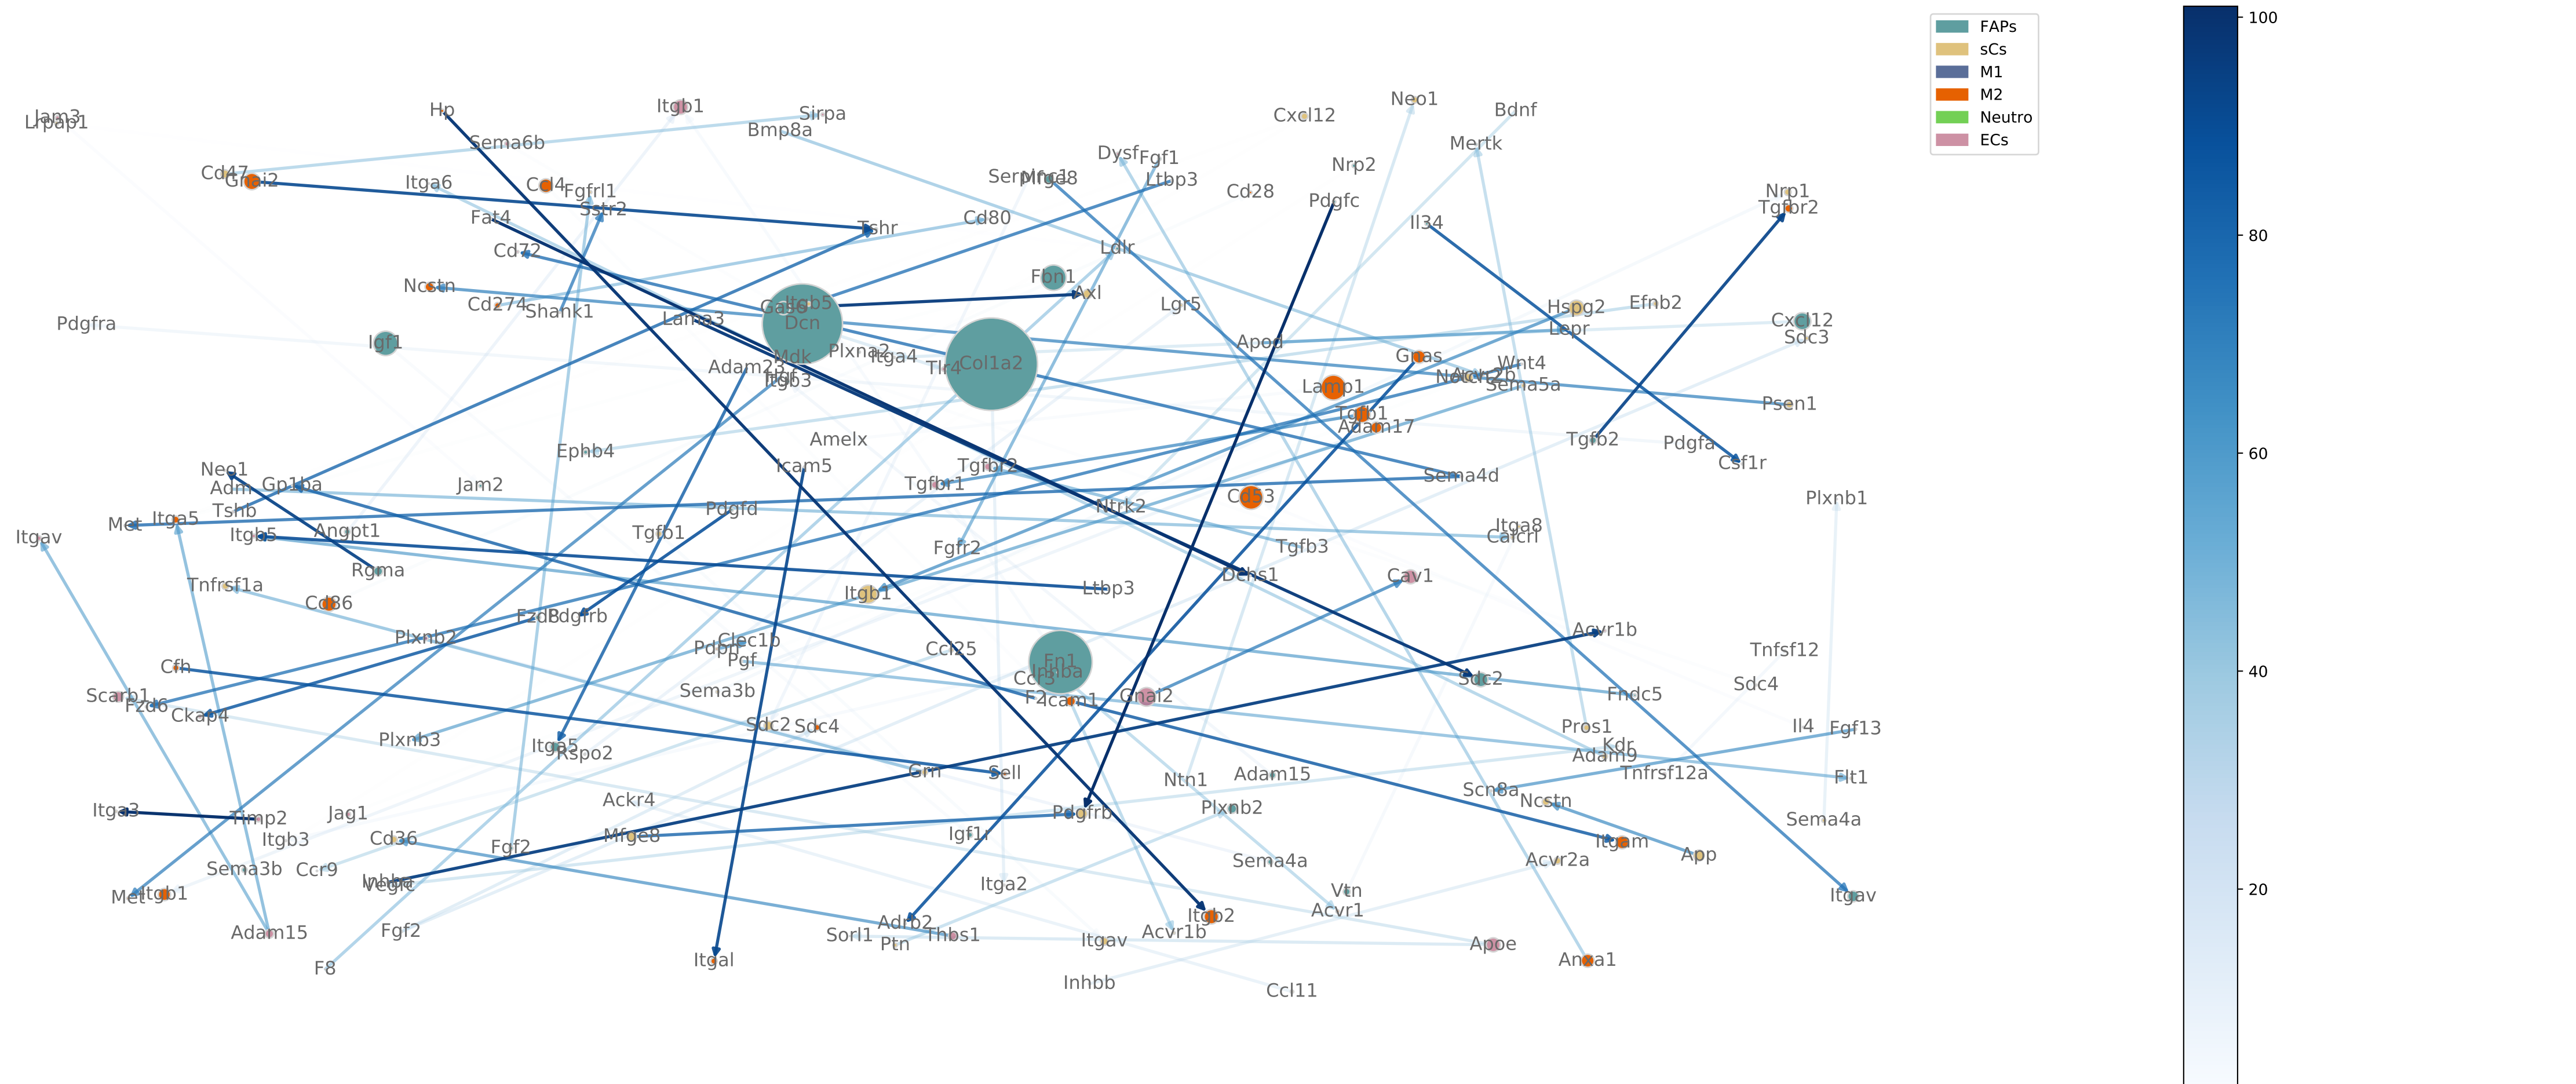 FAPs
sCs
M1
M2
Neutro
ECs
100
80
60
40
20
Neo1
Itgb1
Hp
Bdnf
Sirpa
Cxcl12
Jam3
Lrpap1
Bmp8a
Sema6b
Mertk
Dysf
Fgf1
Nrp2
Cd47
Gnai2
Itga6
Ccl4
Fgfrl1
Mfge8
Ltbp3
Cd28
Nrp1
Tgfbr2
Pdgfc
Sstr2
Fat4
Cd80
Il34
Tshr
Ldlr
Cd72
Fbn1
Ncstn
Axl
Cd274
Shank1
Itgb5
Gas6
Lgr5
Hspg2
Efnb2
Lama3
Dcn
Pdgfra
Cxcl12
Lepr
Sdc3
Igf1
Apod
Plxna2
Itga4
Mdk
Gnas
Adam23
Tlr4
Col1a2
Wnt4
Itgb3
Sema5a
Lamp1
Psen1
Tgfb1
Adam17
Amelx
Tgfb2
Pdgfa
Ephb4
Csf1r
Neo1
Icam5
Tgfbr2
Sema4d
Adm
Gp1ba
Jam2
Tgfbr1
Cd53
Plxnb1
Tshb
Pdgfd
Ntrk2
Met
Itga5
Itga8
Calcrl
Itgav
Itgb5
Angpt1
Tgfb1
Fgfr2
Tgfb3
Rgma
Dchs1
Cav1
Tnfrsf1a
Ltbp3
Itgb1
Cd86
Fzd8
Pdgfrb
Plxnb2
Acvr1b
Clec1b
Pdpn
Ccl25
Tnfsf12
Pgf
Fn1
Cfh
Inhba
Sdc2
Sdc4
Sema3b
Scarb1
Fzd6
Ckap4
F2
Icam1
Gnai2
Fndc5
Sdc2
Sdc4
Pros1
Il4
Fgf13
Plxnb3
Itga5
Rspo2
Kdr
Adam9
Grn
Sell
Ntn1
Adam15
Tnfrsf12a
Flt1
Scn8a
Ncstn
Ackr4
Itga3
Timp2
Jag1
Pdgfrb
Plxnb2
Sema4a
Itgb3
Cd36
Mfge8
Igf1r
Itgam
Fgf2
App
Sema3b
Ccr9
Sema4a
Acvr2a
Inhba
Vegfc
Itga2
Vtn
Met
Itgb1
Itgav
Acvr1
Itgb2
Adrb2
Adam15
Fgf2
Sorl1
Ptn
Thbs1
Itgav
Acvr1b
Apoe
F8
Itgal
Anxa1
Inhbb
Ccl11